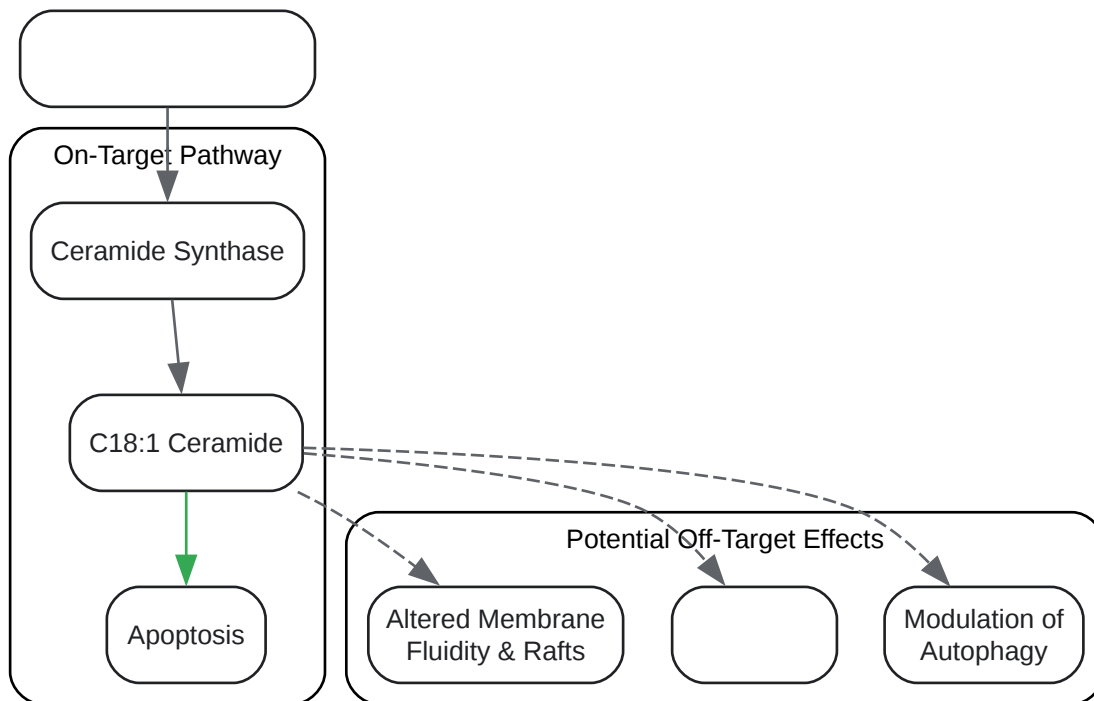 On-Target Pathway
Ceramide Synthase
C18:1 Ceramide
Potential Off-Target Effects
Apoptosis
Altered Membrane
Fluidity & Rafts
Modulation of
Autophagy